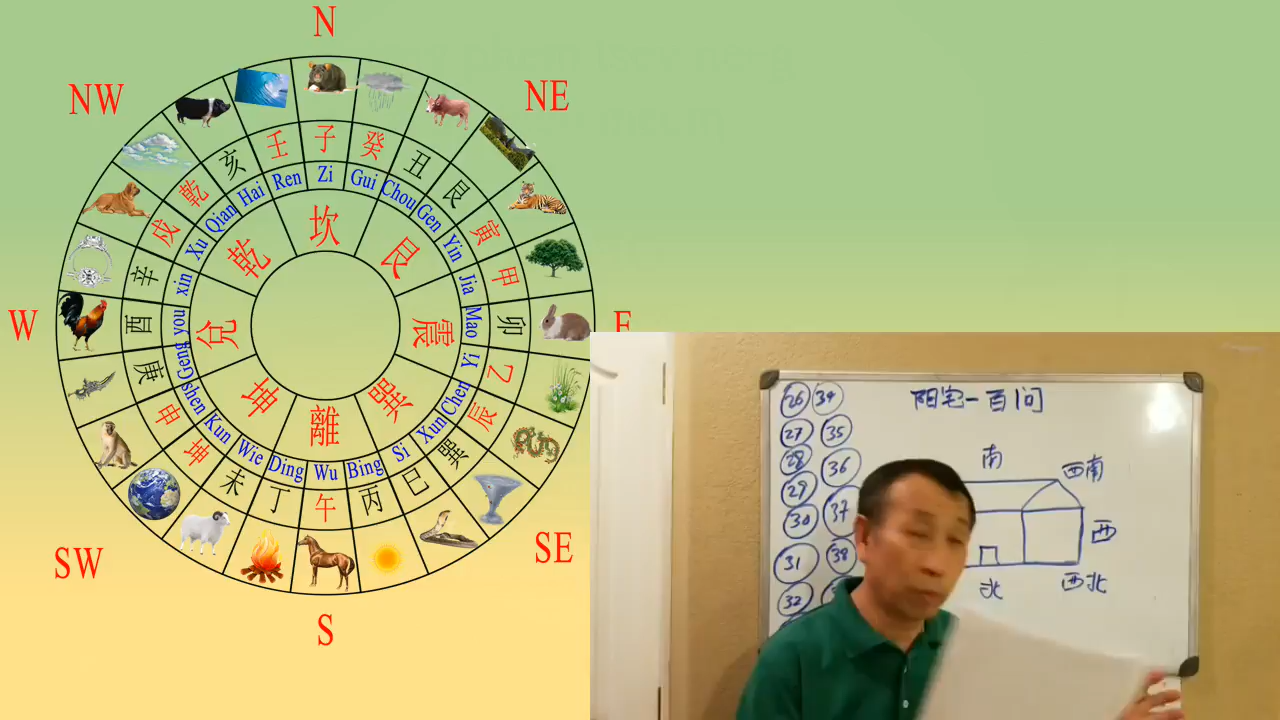 N
NE
E
SE
S
SW
W
NW
子 癸 丑 艮 寅 甲 卯 乙 辰 巽 巳 丙 午 丁 未 坤 申 庚 酉 辛 戌 乾 亥 壬
Zi Gui Chou Gen Yin Jia Mao Yi Chen Xun Si Bing Wu Ding Wie Kun shen Geng you xin Xu Qian Hai Ren
坎 艮 震 巽 離 坤 兌 乾
阳宅一百问
26 34
27 35
28 36
29 37
30
31 38
32
南
西南
西
北
西北